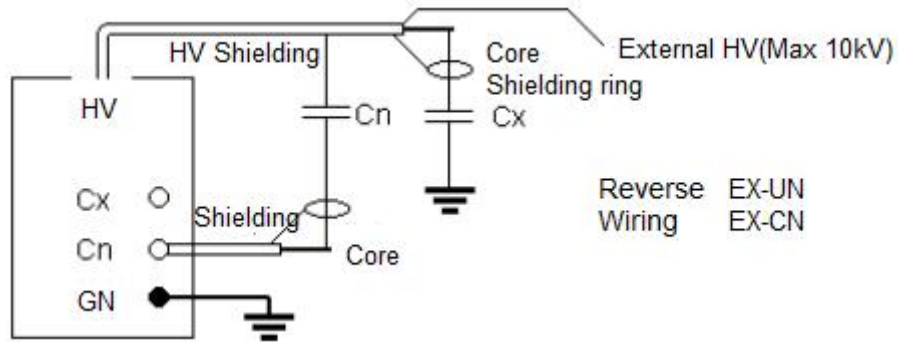 External HV(Max 10kV)
HV Shielding
Core
Shielding ring
HV
Cn
Cx
Cx
Reverse EX-UN
Wiring EX-CN
Shielding
Cn
Core
GN